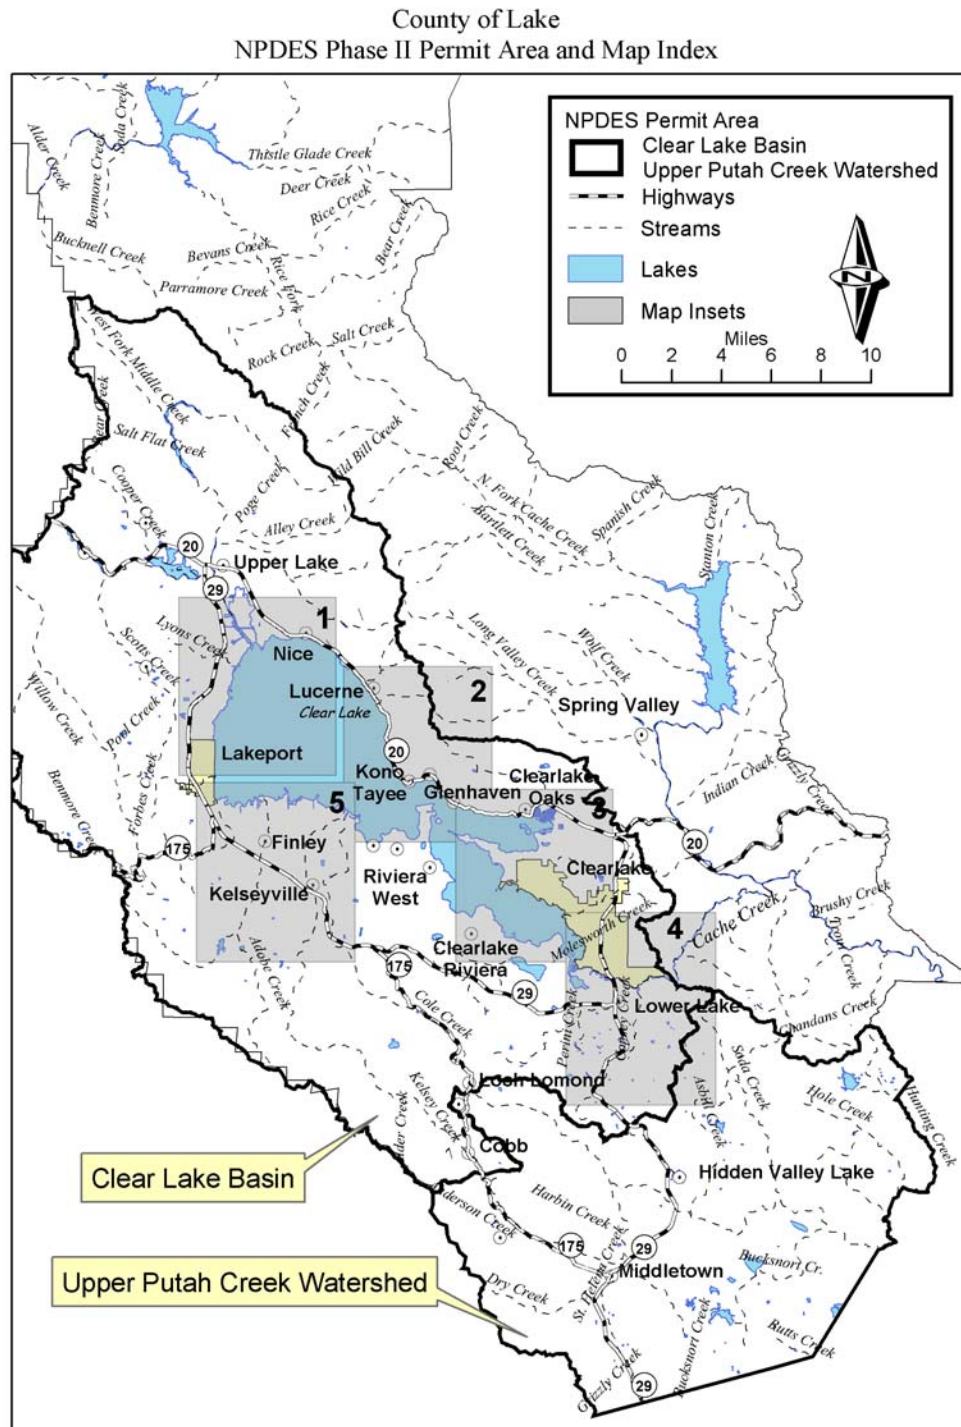 County of Lake
NPDES Phase II Permit Area and Map Index
NPDES Permit Area
Clear Lake Basin
Upper Putah Creek Watershed
Highways
Streams
Lakes
Map Insets
N
Miles
0 2 4 6 8 10
Alder Creek
Benmore Creek
Soda Creek
Thistle Glade Creek
Deer Creek
Rice Creek
Bear Creek
Bucknell Creek
Bevans Creek
Rice Fork
Parramore Creek
Rock Creek
Salt Creek
West Fork Middle Creek
French Creek
Bear Creek
Salt Flat Creek
Wild Bill Creek
Root Creek
Cooper Creek
Poge Creek
N. Fork Cache Creek
Spanish Creek
Alley Creek
Bartlett Creek
Stanton Creek
20
Upper Lake
29
1
Lyons Creek
Scotts Creek
Nice
Long Valley Creek
Wolf Creek
Willow Creek
Lucerne
Clear Lake
2
Spring Valley
Pool Creek
Lakeport
20
Kono
Tayee
Glenhaven
Clearlake
Oaks
Indian Creek
Grizzly Creek
Benmore Creek
Forbes Creek
5
3
175
Finley
20
Kelseyville
Riviera
West
Clearlake
Molesworth Creek
Cache Creek
Brushy Creek
4
Trout Creek
Adobe Creek
Clearlake
Riviera
175
29
Cole Creek
Perini Creek
Copsey Creek
Lower Lake
Chandans Creek
Loch Lomond
Soda Creek
Asbill Creek
Hole Creek
Hunting Creek
Kelsey Creek
Alder Creek
Cobb
Clear Lake Basin
Hidden Valley Lake
Anderson Creek
Harbin Creek
175
St. Helena Creek
29
Bucksnort Cr.
Upper Putah Creek Watershed
Middletown
Dry Creek
Butts Creek
Grizzly Creek
Bucksnort Creek
29